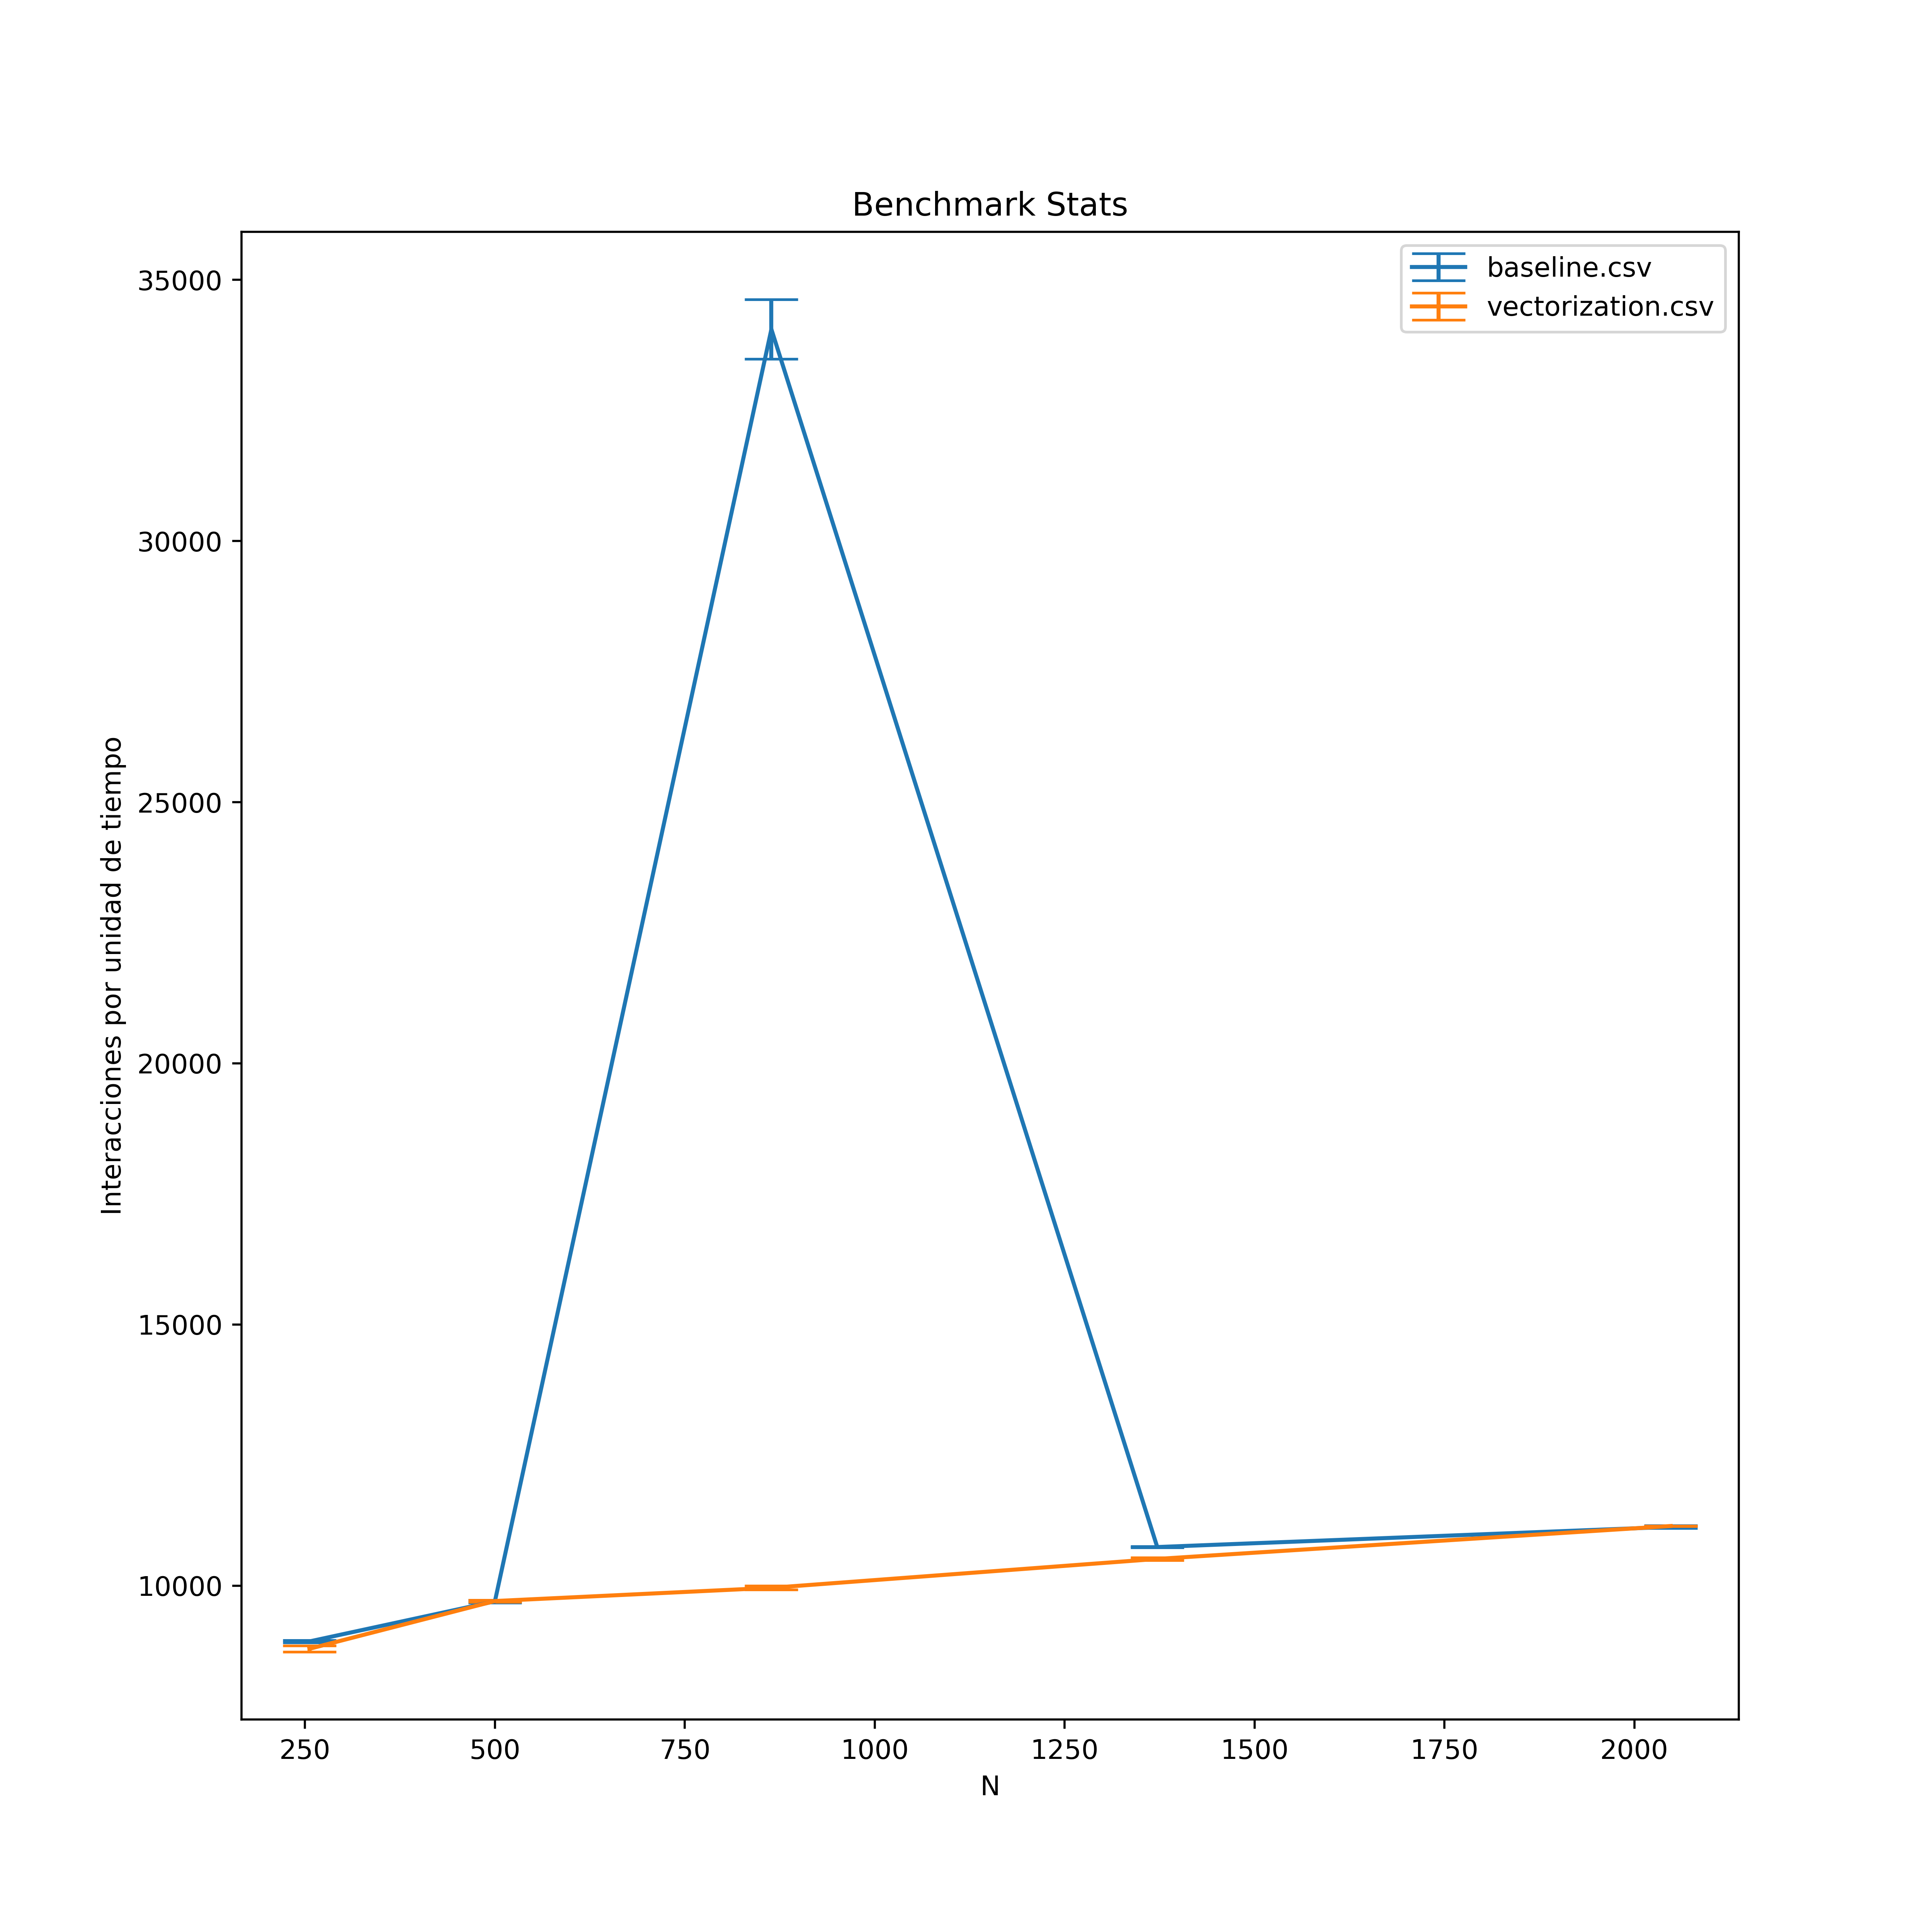 Benchmark Stats
baseline.csv
vectorization.csv
35000
30000
25000
20000
15000
10000
Interacciones por unidad de tiempo
250 500 750 1000 1250 1500 1750 2000
N